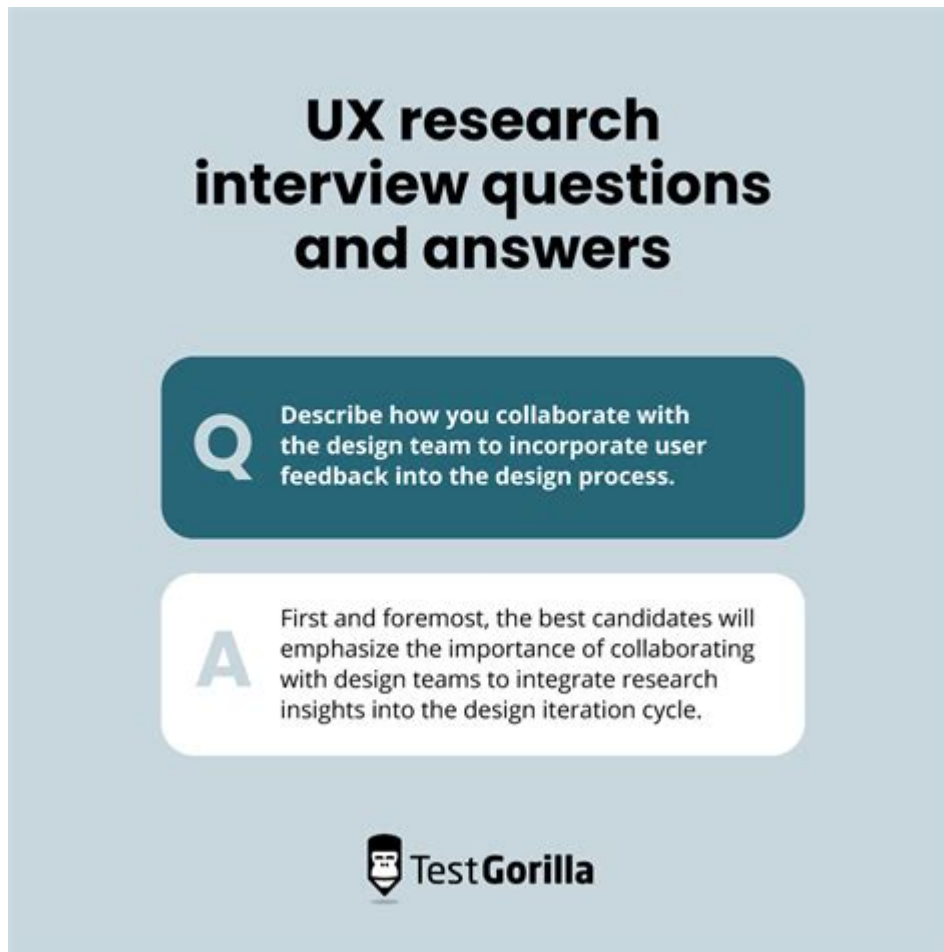 UX research
interview questions
and answers
Q
Describe how you collaborate with
the design team to incorporate user
feedback into the design process.
A
First and foremost, the best candidates will
emphasize the importance of collaborating
with design teams to integrate research
insights into the design iteration cycle.
TestGorilla